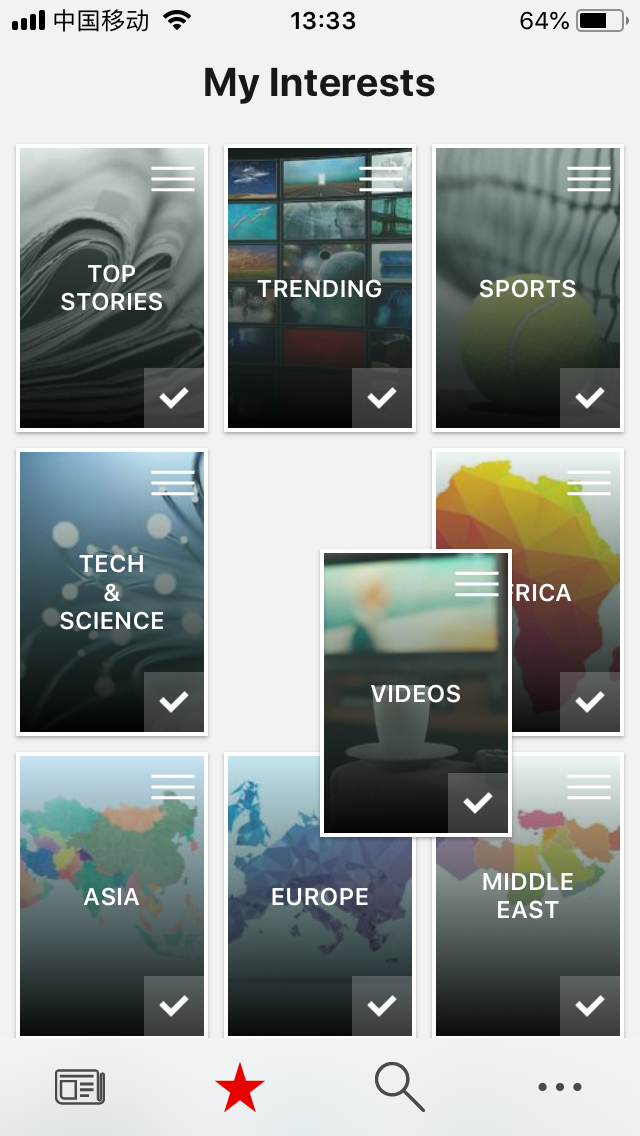 中国移动
13:33
64%
My Interests
TOP
STORIES
TRENDING
SPORTS
TECH
&
SCIENCE
FRICA
VIDEOS
ASIA
EUROPE
MIDDLE
EAST